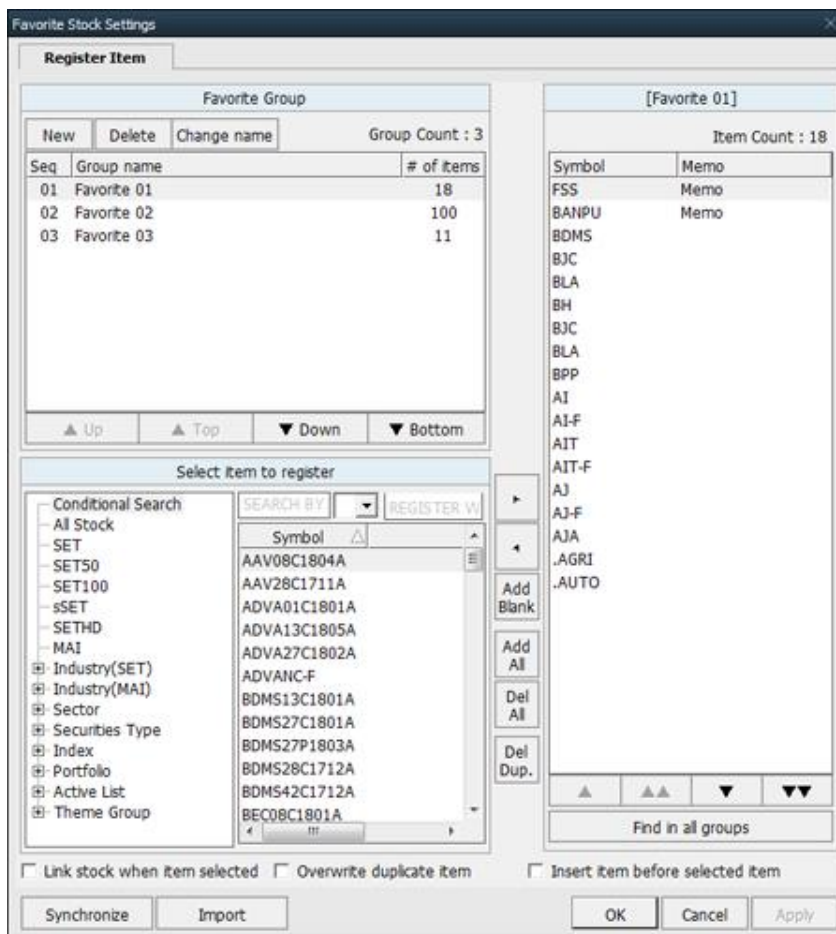 Favorite Stock Settings
Register Item
Favorite Group
New Delete Change name Group Count : 3
Seq Group name # of items
01 Favorite 01 18
02 Favorite 02 100
03 Favorite 03 11
▲ Up ▲ Top ▼ Down ▼ Bottom
Select item to register
Conditional Search
All Stock
SET
SET50
SET100
sSET
SETHD
MAI
Industry(SET)
Industry(MAI)
Sector
Securities Type
Index
Portfolio
Active List
Theme Group
SEARCH BY REGISTER W
Symbol
AAV08C1804A
AAV28C1711A
ADVA01C1801A
ADVA13C1805A
ADVA27C1802A
ADVANC-F
BDMS13C1801A
BDMS27C1801A
BDMS27P1803A
BDMS28C1712A
BDMS42C1712A
BEC08C1801A
Add
Blank
Add
All
Del
All
Del
Dup.
[Favorite 01]
Item Count : 18
Symbol Memo
FSS Memo
BANPU Memo
BDMS
BJC
BLA
BH
BJC
BLA
BPP
AI
AI-F
AIT
AIT-F
AJ
AJ-F
AJA
.AGRI
.AUTO
Find in all groups
Link stock when item selected Overwrite duplicate item Insert item before selected item
Synchronize Import OK Cancel Apply